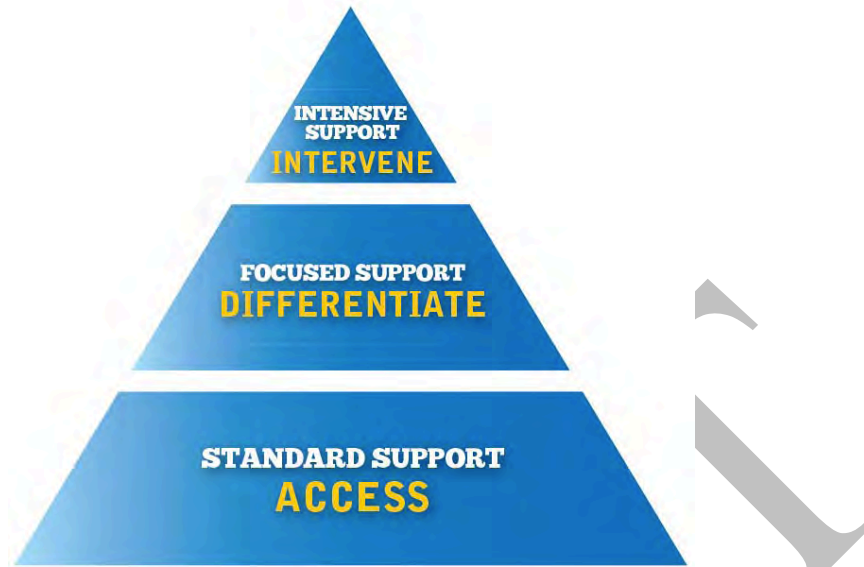 INTENSIVE
SUPPORT
INTERVENE
FOCUSED SUPPORT
DIFFERENTIATE
STANDARD SUPPORT
ACCESS